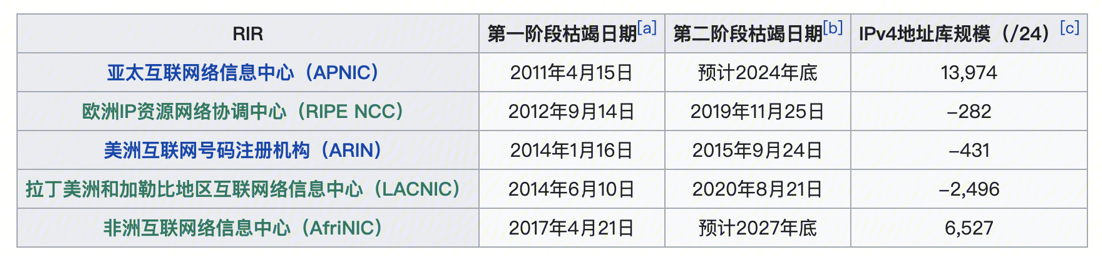 RIR 第一阶段枯竭日期[a] 第二阶段枯竭日期[b] IPv4地址库规模（/24）[c]
亚太互联网络信息中心（APNIC） 2011年4月15日 预计2024年底 13,974
欧洲IP资源网络协调中心（RIPE NCC） 2012年9月14日 2019年11月25日 −282
美洲互联网号码注册机构（ARIN） 2014年1月16日 2015年9月24日 −431
拉丁美洲和加勒比地区互联网络信息中心（LACNIC） 2014年6月10日 2020年8月21日 −2,496
非洲互联网络信息中心（AfriNIC） 2017年4月21日 预计2027年底 6,527